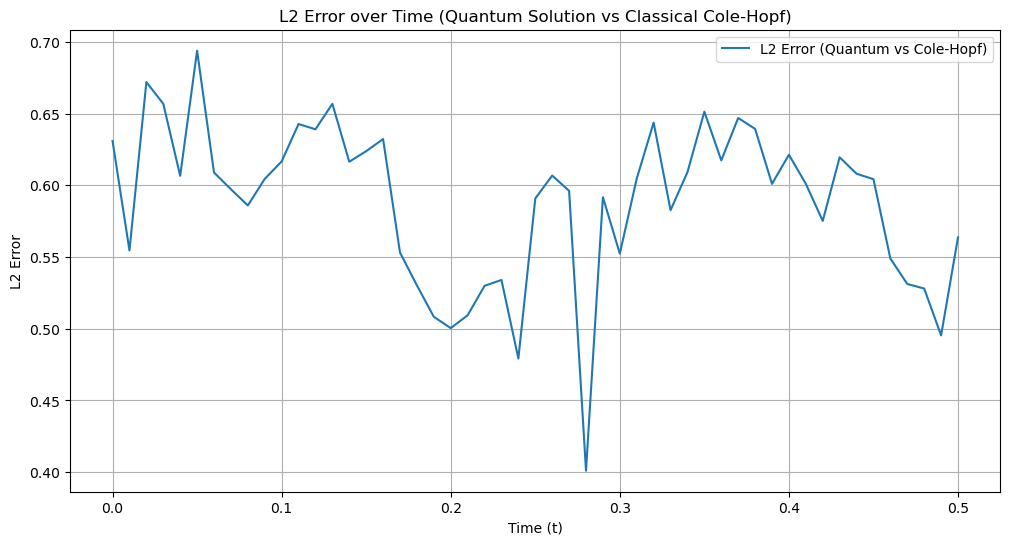 L2 Error over Time (Quantum Solution vs Classical Cole-Hopf)
L2 Error (Quantum vs Cole-Hopf)
L2 Error
0.70
0.65
0.60
0.55
0.50
0.45
0.40
0.0 0.1 0.2 0.3 0.4 0.5
Time (t)